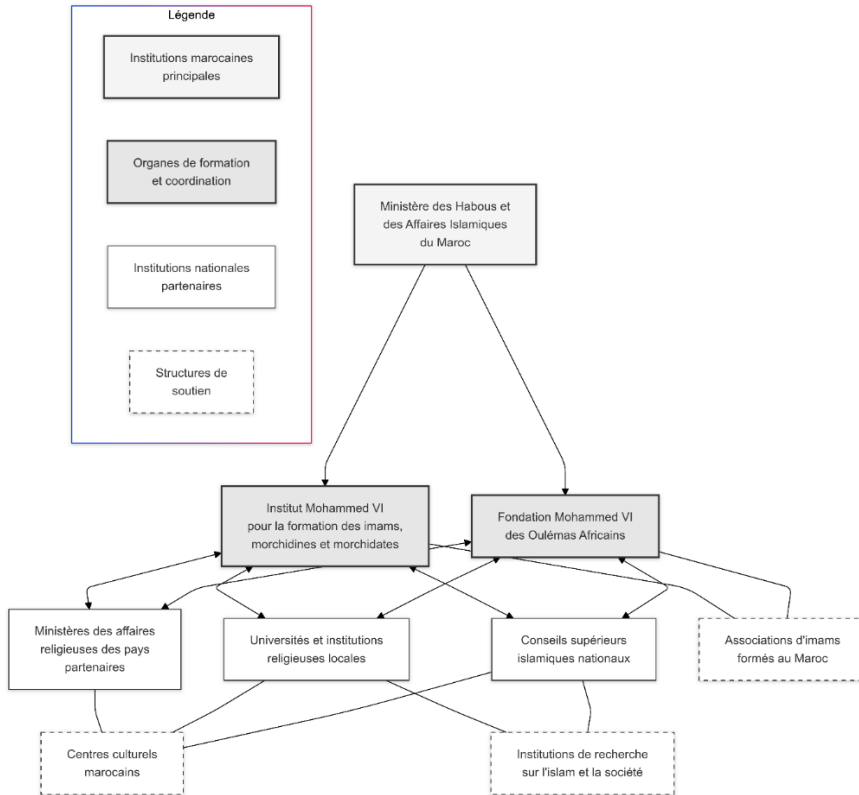 Légende
Institutions marocaines
principales
Organes de formation
et coordination
Institutions nationales
partenaires
Structures de
soutien
Ministère des Habous et
des Affaires Islamiques
du Maroc
Institut Mohammed VI
pour la formation des imams,
morchidines et morchidates
Fondation Mohammed VI
des Oulémas Africains
Ministères des affaires
religieuses des pays
partenaires
Universités et institutions
religieuses locales
Conseils supérieurs
islamiques nationaux
Associations d'imams
formés au Maroc
Centres culturels
marocains
Institutions de recherche
sur l'islam et la société